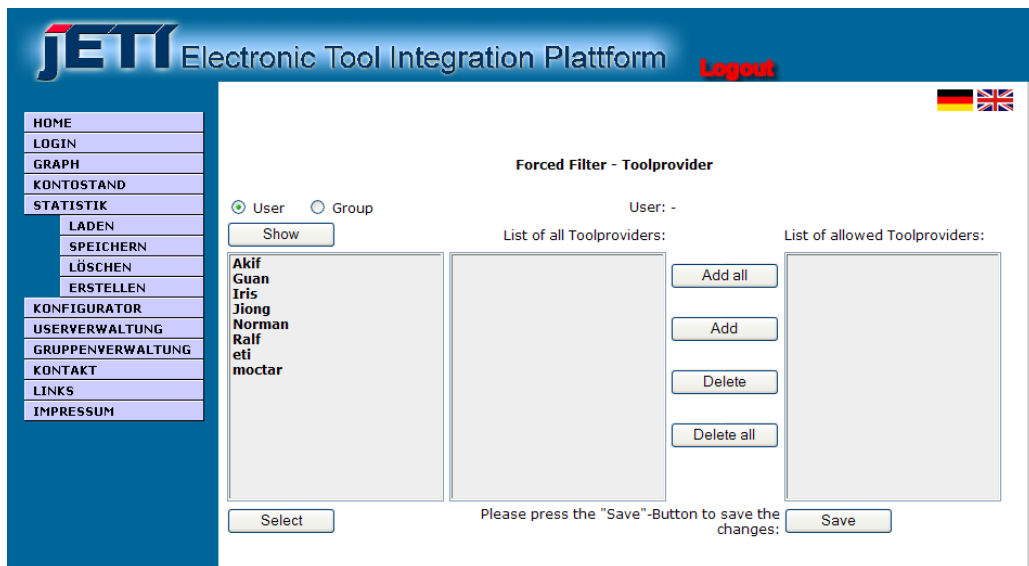 jETI Electronic Tool Integration Plattform
Logout
HOME
LOGIN
GRAPH
KONTOSTAND
STATISTIK
LADEN
SPEICHERN
LÖSCHEN
ERSTELLEN
KONFIGURATOR
USERVERWALTUNG
GRUPPENVERWALTUNG
KONTAKT
LINKS
IMPRESSUM
Forced Filter - Toolprovider
User Group
User: -
Show
List of all Toolproviders:
List of allowed Toolproviders:
Akif
Guan
Iris
Jiong
Norman
Ralf
eti
moctar
Add all
Add
Delete
Delete all
Select
Please press the "Save"-Button to save the
changes:
Save